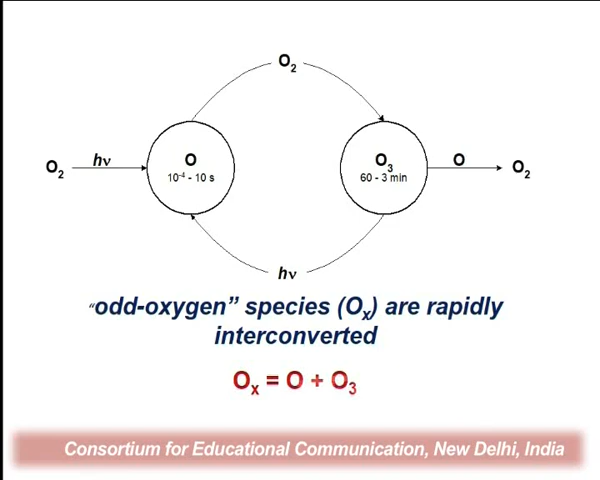 O₂
O₂ hν O 10⁻⁴ - 10 s O₃ 60 - 3 min O O₂
hν
“odd-oxygen” species (Oₓ) are rapidly
interconverted
Oₓ = O + O₃
Consortium for Educational Communication, New Delhi, India